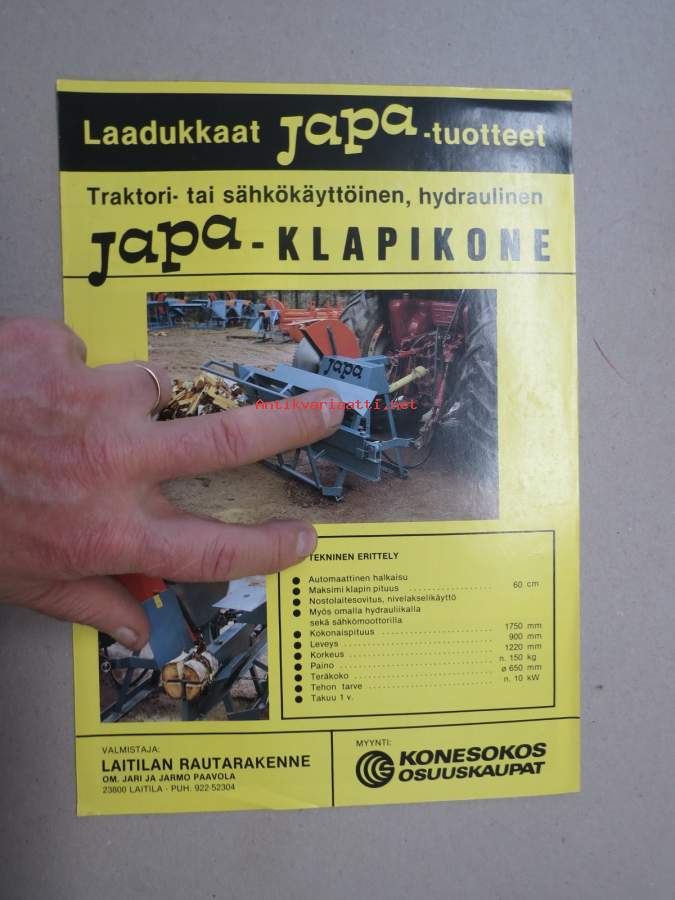 Laadukkaat Japa-tuotteet
Traktori- tai sähkökäyttöinen, hydraulinen
Japa-KLAPIKONE
Japa
Antikvariaatti.net
TEKNINEN ERITTELY
● Automaattinen halkaisu
● Maksimi klapin pituus .................. 60 cm
● Nostolaitesovitus, nivelakselikäyttö
● Myös omalla hydrauliikalla
sekä sähkömoottorilla
● Kokonaispituus .................. 1750 mm
● Leveys .................. 900 mm
● Korkeus .................. 1220 mm
● Paino .................. n. 150 kg
● Teräkoko .................. ø 650 mm
● Tehon tarve .................. n. 10 kW
● Takuu 1 v.
VALMISTAJA:
LAITILAN RAUTARAKENNE
OM. JARI JA JARMO PAAVOLA
23800 LAITILA - PUH. 922-52304
MYYNTI:
KONESOKOS
OSUUSKAUPAT